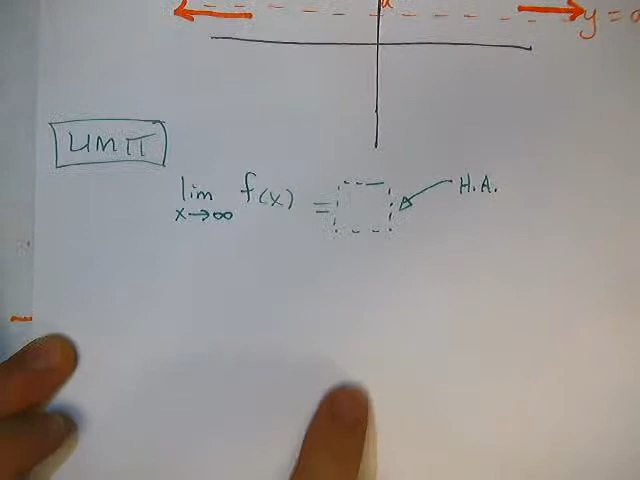 y = a
LIMIT
lim f(x) = H.A.
x→∞